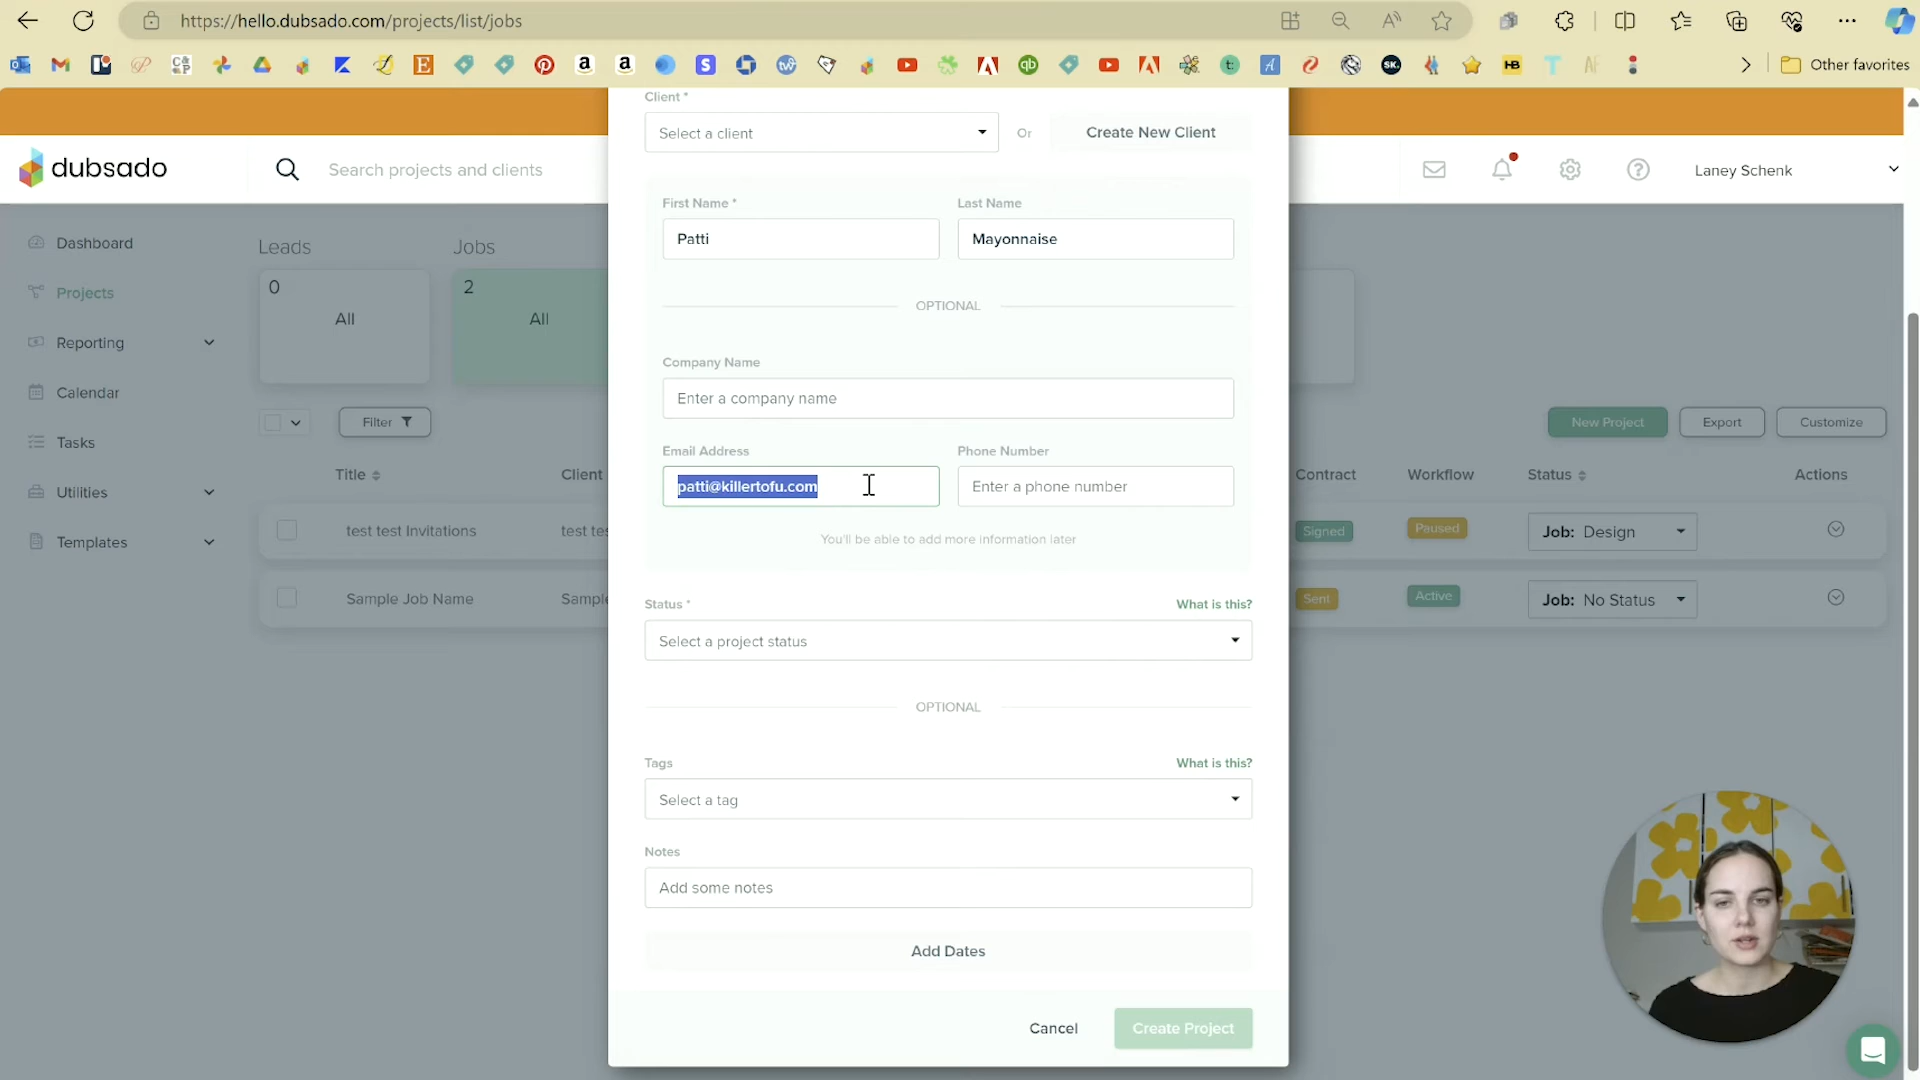 https://hello.dubsado.com/projects/list/jobs
Other favorites
dubsado
Search projects and clients
Laney Schenk
Dashboard
Projects
Reporting
Calendar
Tasks
Utilities
Templates
Leads
0
All
Jobs
2
All
Filter
New Project
Export
Customize
Title
Client
Contract
Workflow
Status
Actions
test test Invitations
test tes
Signed
Paused
Job: Design
Sample Job Name
Sample
Sent
Active
Job: No Status
Client *
Select a client
Or
Create New Client
First Name *
Last Name
Patti
Mayonnaise
OPTIONAL
Company Name
Enter a company name
Email Address
Phone Number
patti@killertofu.com
Enter a phone number
You'll be able to add more information later
Status *
What is this?
Select a project status
OPTIONAL
Tags
What is this?
Select a tag
Notes
Add some notes
Add Dates
Cancel
Create Project